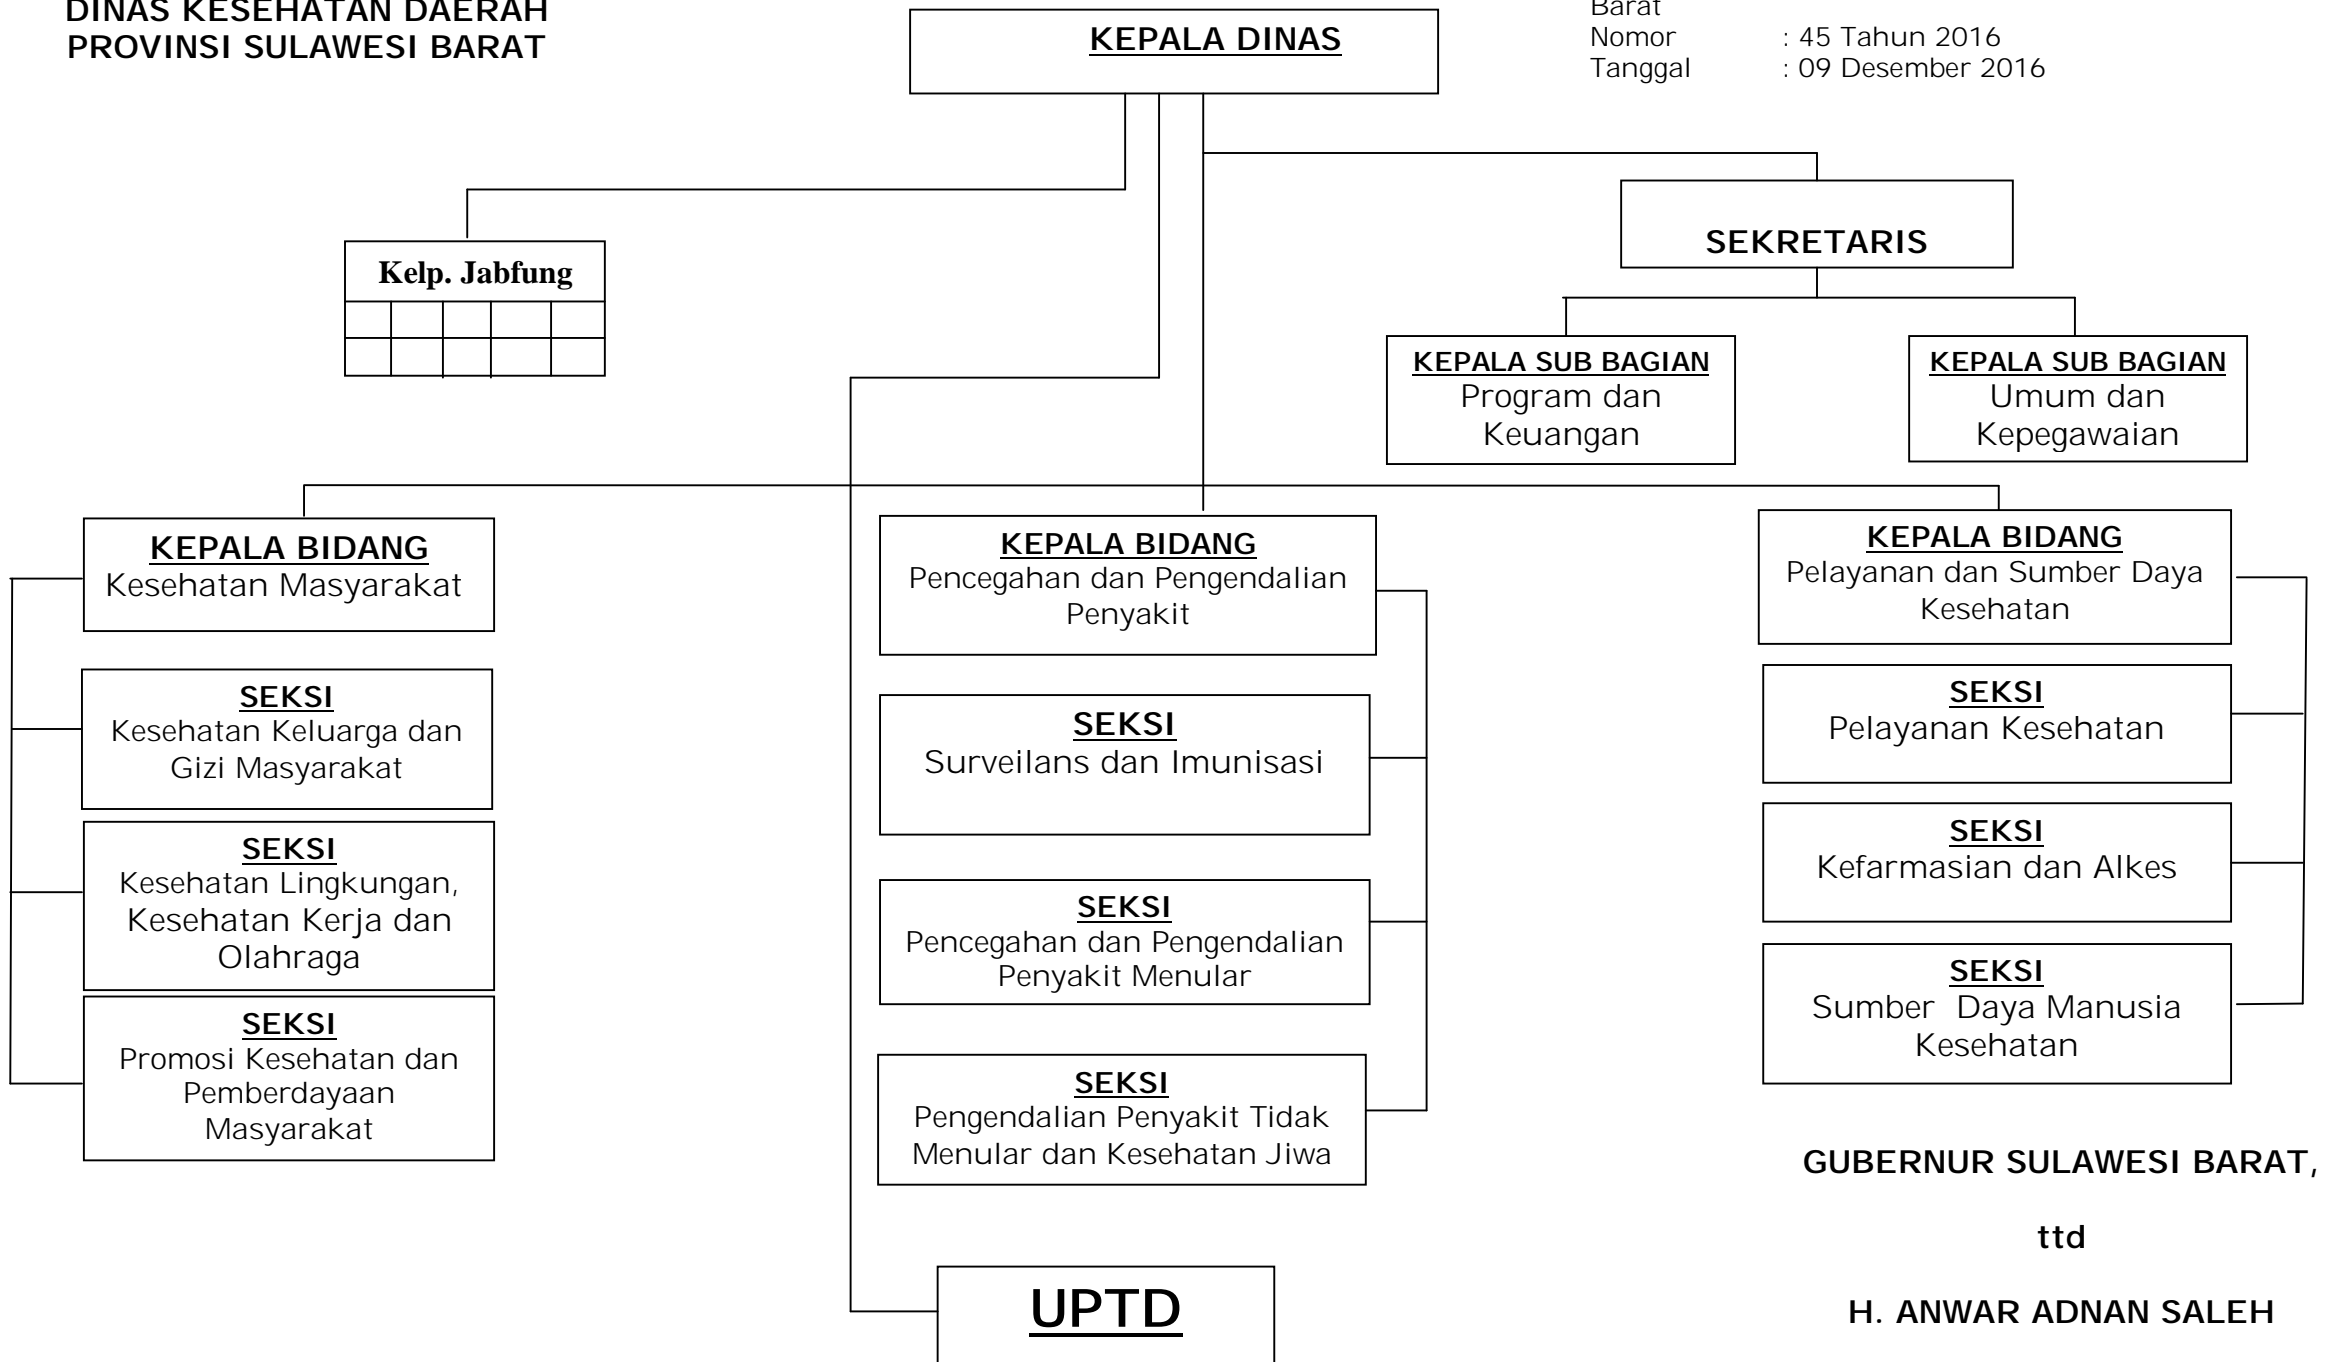 DINAS KESEHATAN DAERAH
PROVINSI SULAWESI BARAT
KEPALA DINAS
Barat
Nomor : 45 Tahun 2016
Tanggal : 09 Desember 2016
SEKRETARIS
Kelp. Jabfung
KEPALA SUB BAGIAN
Program dan
Keuangan
KEPALA SUB BAGIAN
Umum dan
Kepegawaian
KEPALA BIDANG
Kesehatan Masyarakat
SEKSI
Kesehatan Keluarga dan
Gizi Masyarakat
SEKSI
Kesehatan Lingkungan,
Kesehatan Kerja dan
Olahraga
SEKSI
Promosi Kesehatan dan
Pemberdayaan
Masyarakat
KEPALA BIDANG
Pencegahan dan Pengendalian
Penyakit
SEKSI
Surveilans dan Imunisasi
SEKSI
Pencegahan dan Pengendalian
Penyakit Menular
SEKSI
Pengendalian Penyakit Tidak
Menular dan Kesehatan Jiwa
KEPALA BIDANG
Pelayanan dan Sumber Daya
Kesehatan
SEKSI
Pelayanan Kesehatan
SEKSI
Kefarmasian dan Alkes
SEKSI
Sumber Daya Manusia
Kesehatan
UPTD
GUBERNUR SULAWESI BARAT,
ttd
H. ANWAR ADNAN SALEH